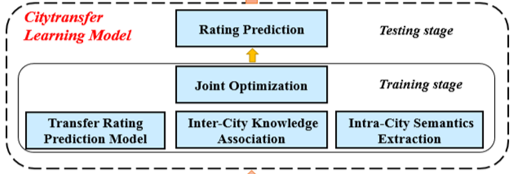 Citytransfer
Learning Model
Rating Prediction
Testing stage
Joint Optimization
Training stage
Transfer Rating
Prediction Model
Inter-City Knowledge
Association
Intra-City Semantics
Extraction